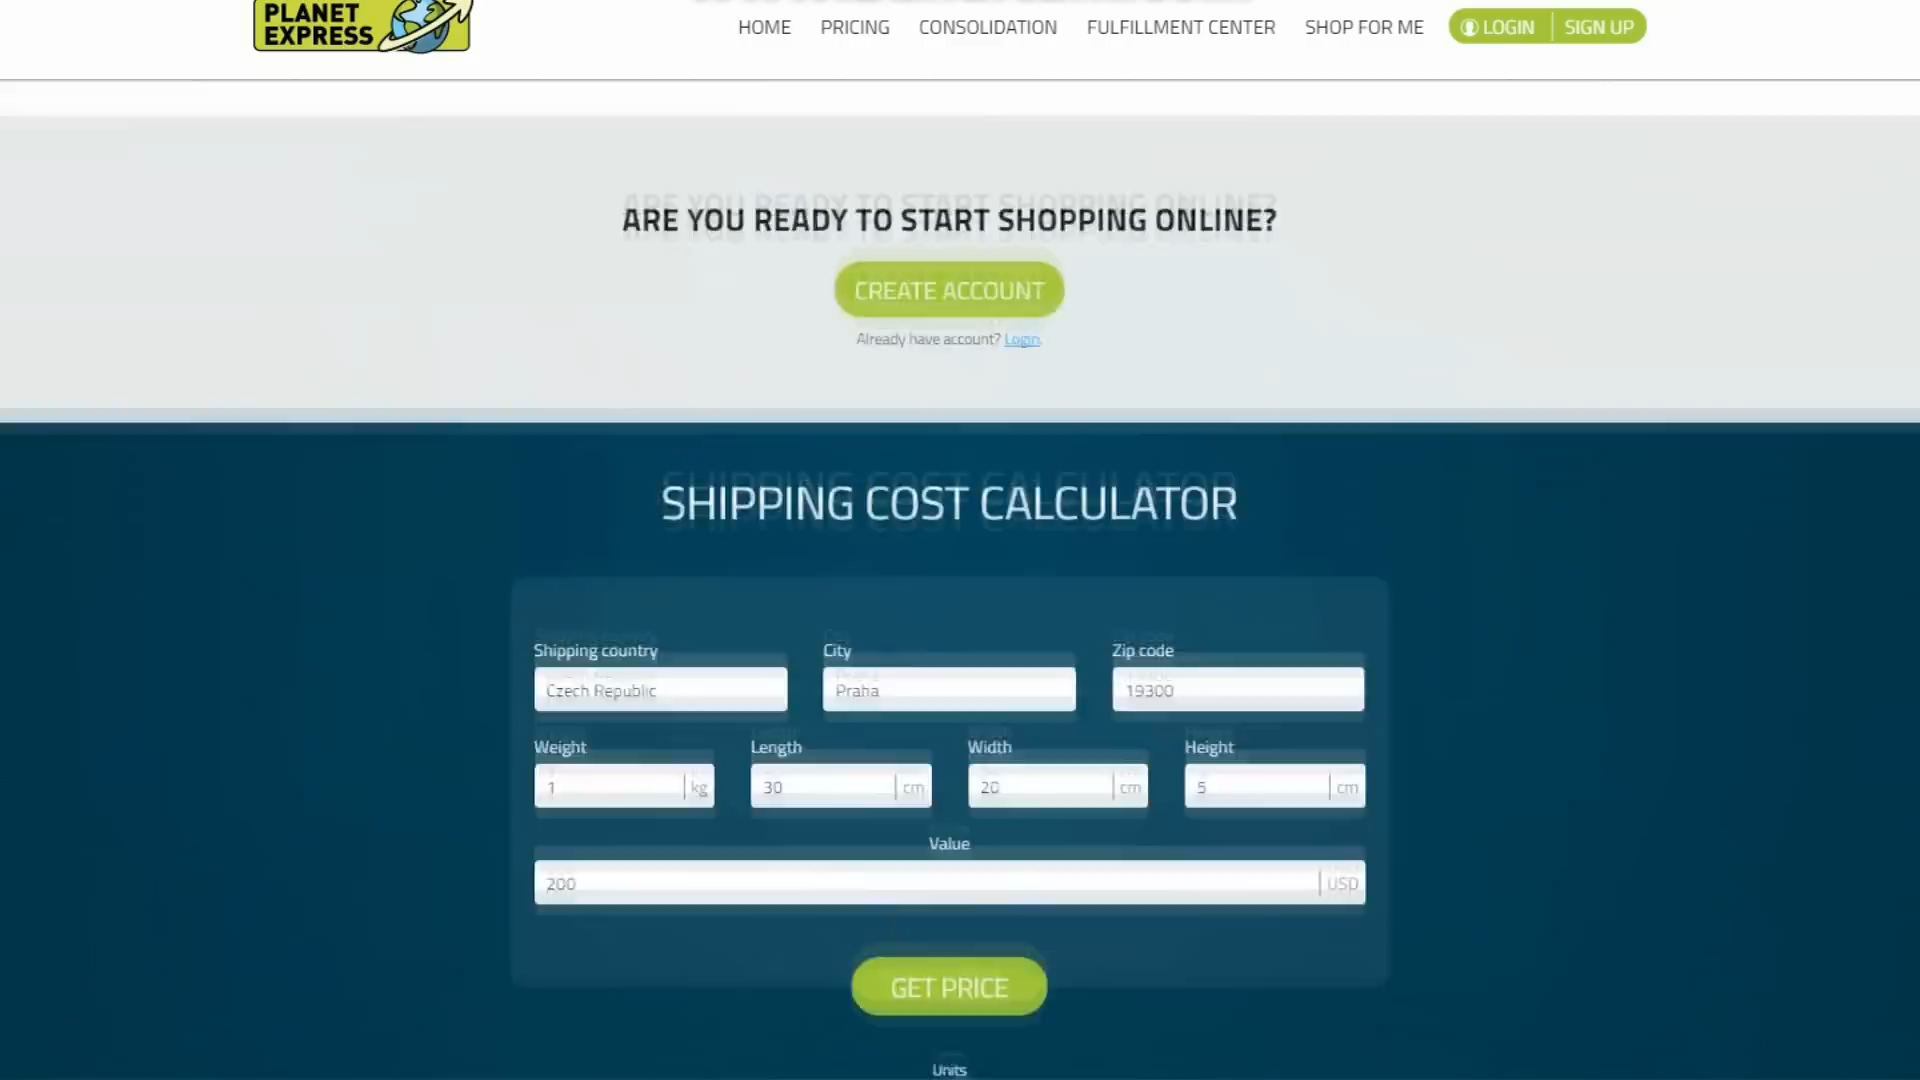 PLANET
EXPRESS
HOME PRICING CONSOLIDATION FULFILLMENT CENTER SHOP FOR ME LOGIN SIGN UP
ARE YOU READY TO START SHOPPING ONLINE?
CREATE ACCOUNT
Already have account? Login.
SHIPPING COST CALCULATOR
Shipping country City Zip code
Czech Republic Praha 19300
Weight Length Width Height
1 kg 30 cm 20 cm 5 cm
Value
200 USD
GET PRICE
Units